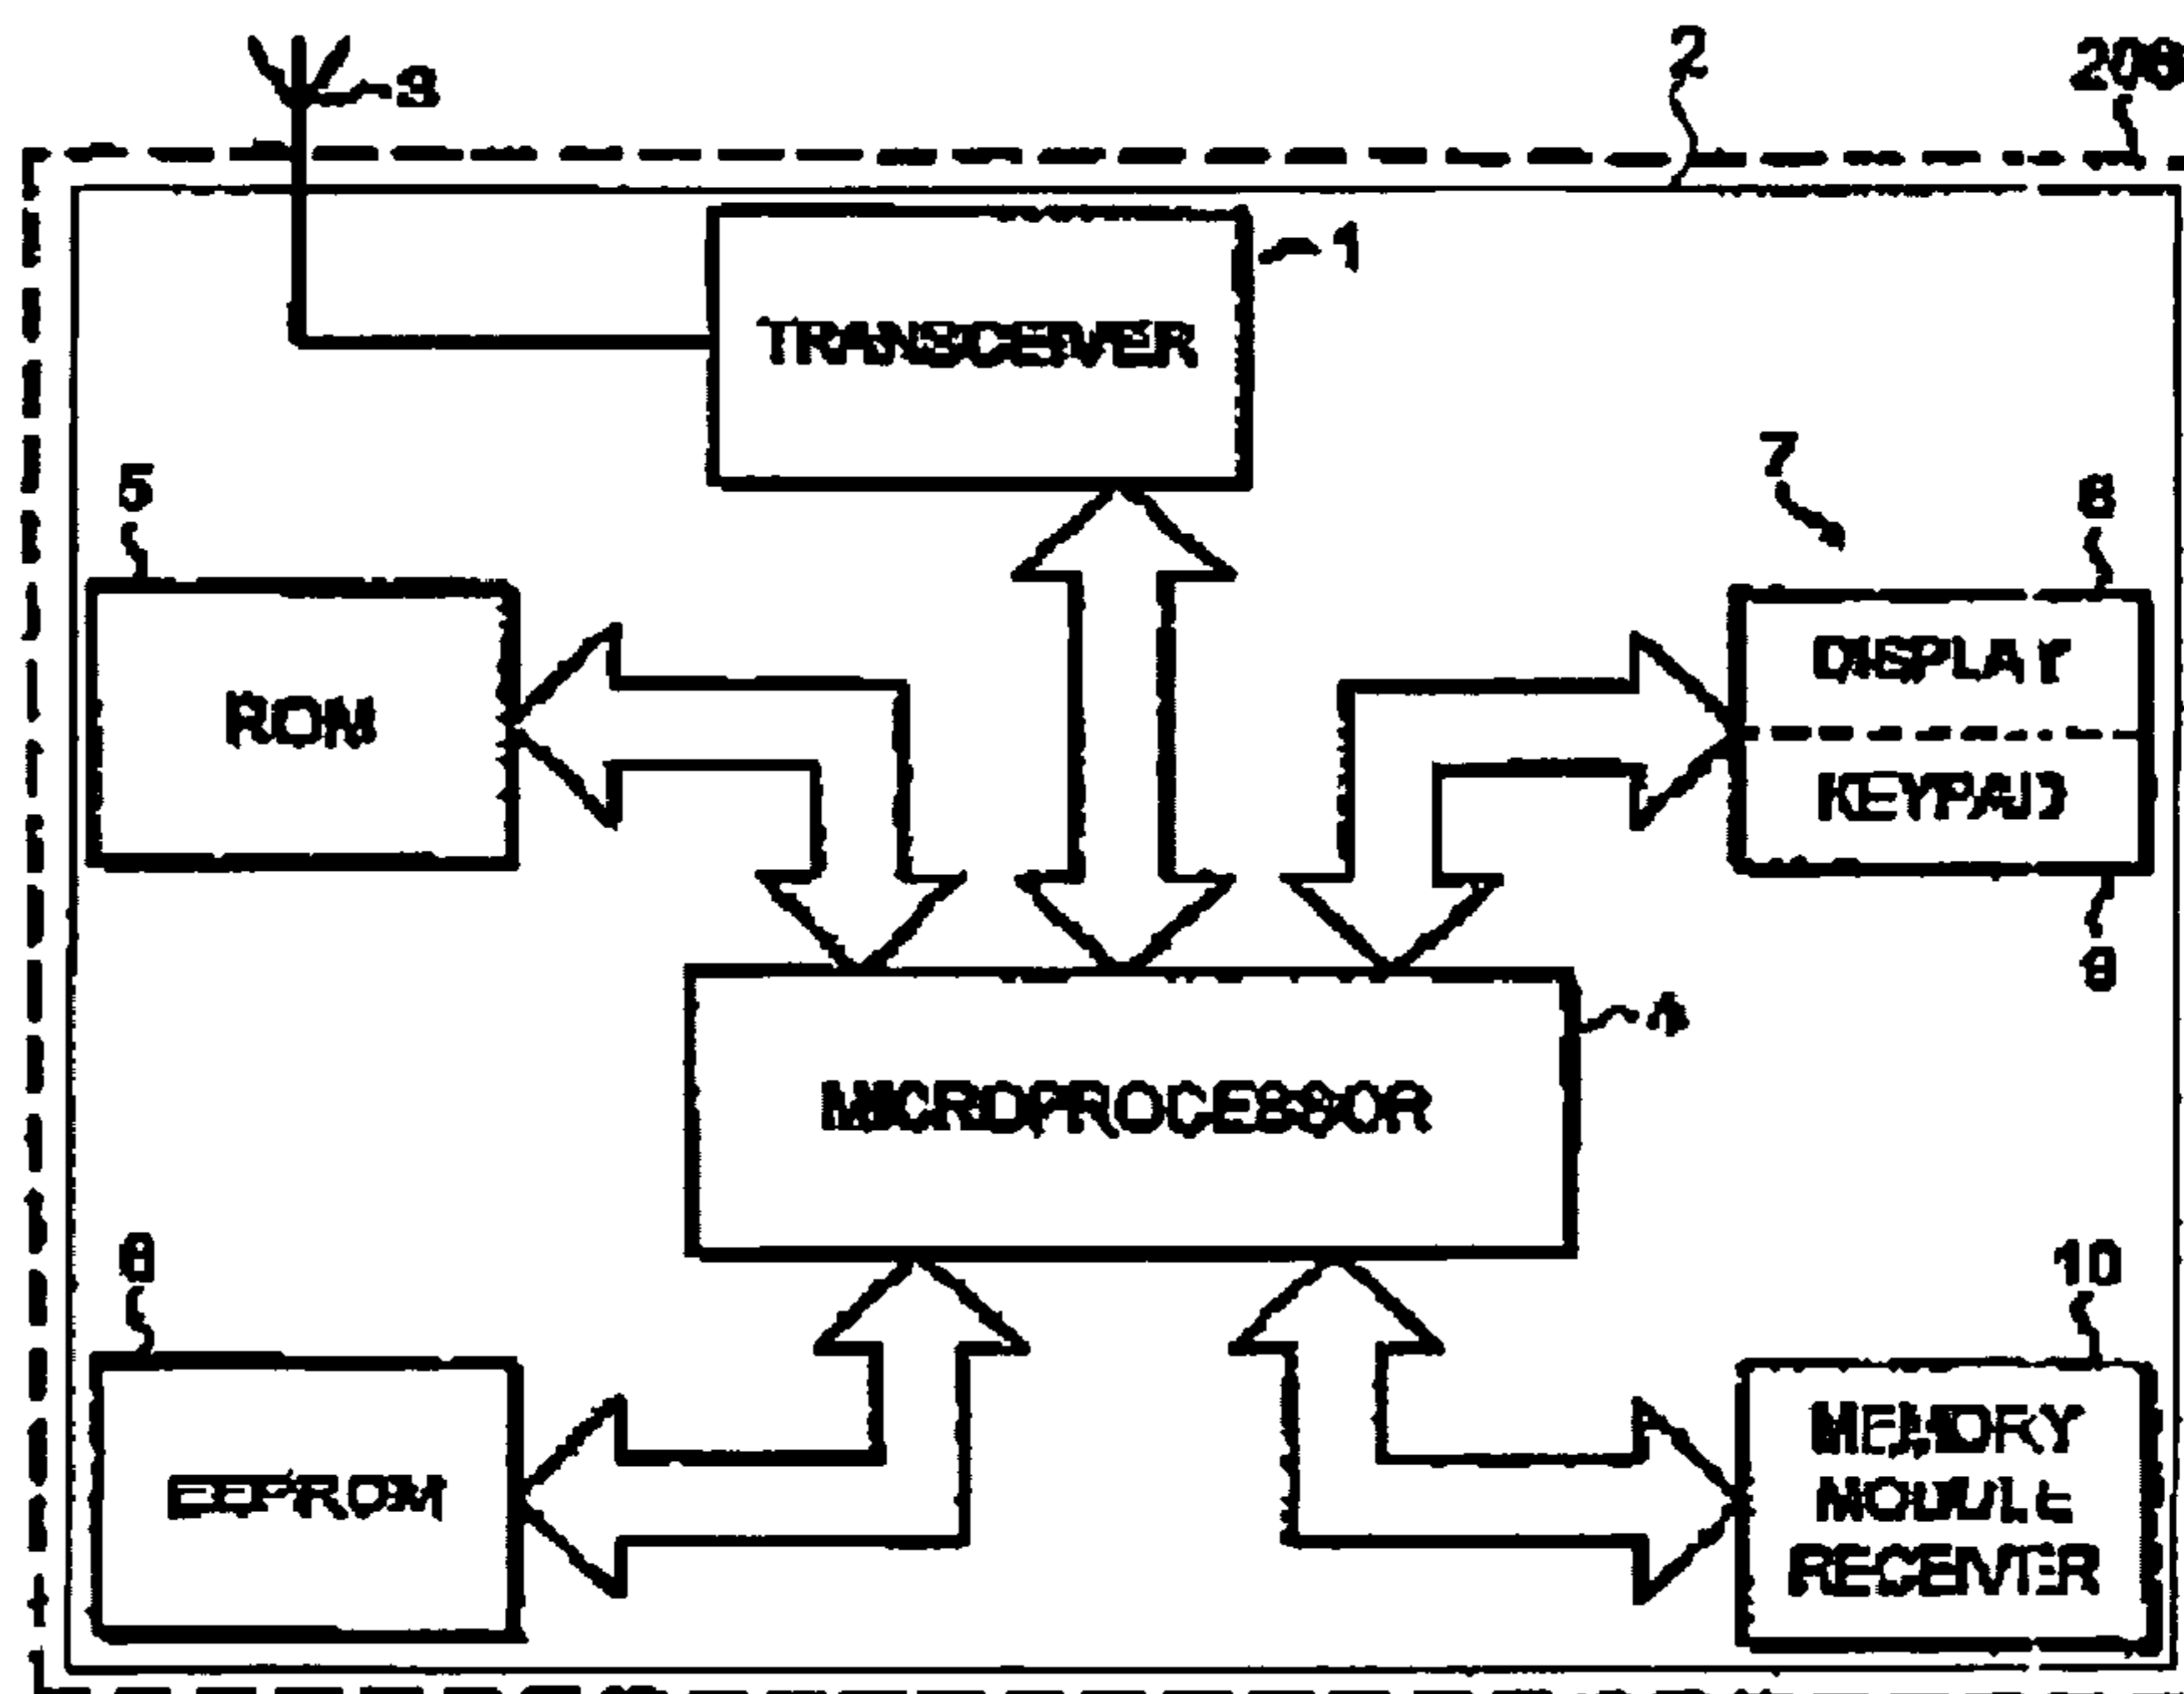 3
2
206
1
TRANSCEIVER
5
7
8
ROM
DISPLAY
KEYPAD
9
4
MICROPROCESSOR
6
10
EEPROM
MEMORY
MODULE
RECEIVER